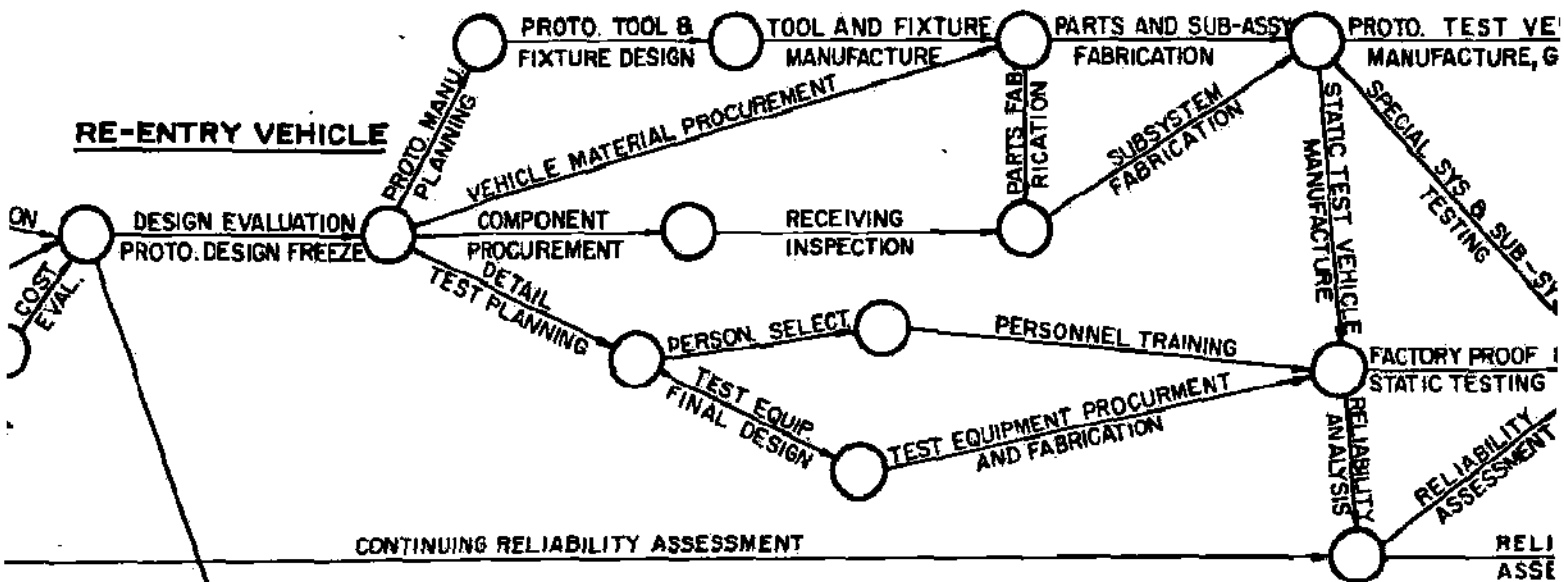 PROTO. TOOL &
FIXTURE DESIGN
TOOL AND FIXTURE
MANUFACTURE
PARTS AND SUB-ASSY
FABRICATION
PROTO. TEST VE
MANUFACTURE, G
PROTO. MANU.
PLANNING
RE-ENTRY VEHICLE
VEHICLE MATERIAL PROCUREMENT
PARTS FAB
RICATION
SUBSYSTEM
FABRICATION
STATIC TEST VEHICLE
MANUFACTURE
SPECIAL SYS & SUB-SY
TESTING
ON
DESIGN EVALUATION
PROTO. DESIGN FREEZE
COMPONENT
PROCUREMENT
RECEIVING
INSPECTION
COST
EVAL.
DETAIL
TEST PLANNING
PERSON. SELECT.
PERSONNEL TRAINING
FACTORY PROOF
STATIC TESTING
TEST EQUIP.
FINAL DESIGN
TEST EQUIPMENT PROCURMENT
AND FABRICATION
RELIABILITY
ANALYSIS
RELIABILITY
ASSESSMENT
CONTINUING RELIABILITY ASSESSMENT
RELI
ASSE